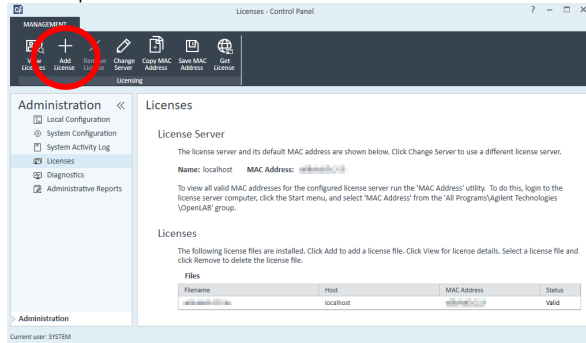 Licenses - Control Panel
MANAGEMENT
View Licenses
Add License
Remove License
Change Server
Copy MAC Address
Save MAC Address
Get License
Licensing
Administration
Local Configuration
System Configuration
System Activity Log
Licenses
Diagnostics
Administrative Reports
Administration
Licenses
License Server
The license server and its default MAC address are shown below. Click Change Server to use a different license server.
Name: localhost MAC Address:
To view all valid MAC addresses for the configured license server run the 'MAC Address' utility. To do this, login to the
license server computer, click the Start menu, and select 'MAC Address' from the 'All Programs\Agilent Technologies
\OpenLAB' group.
Licenses
The following license files are installed. Click Add to add a license file. Click View for license details. Select a license file and
click Remove to delete the license file.
Files
Filename Host MAC Address Status
localhost Valid
Current user: SYSTEM